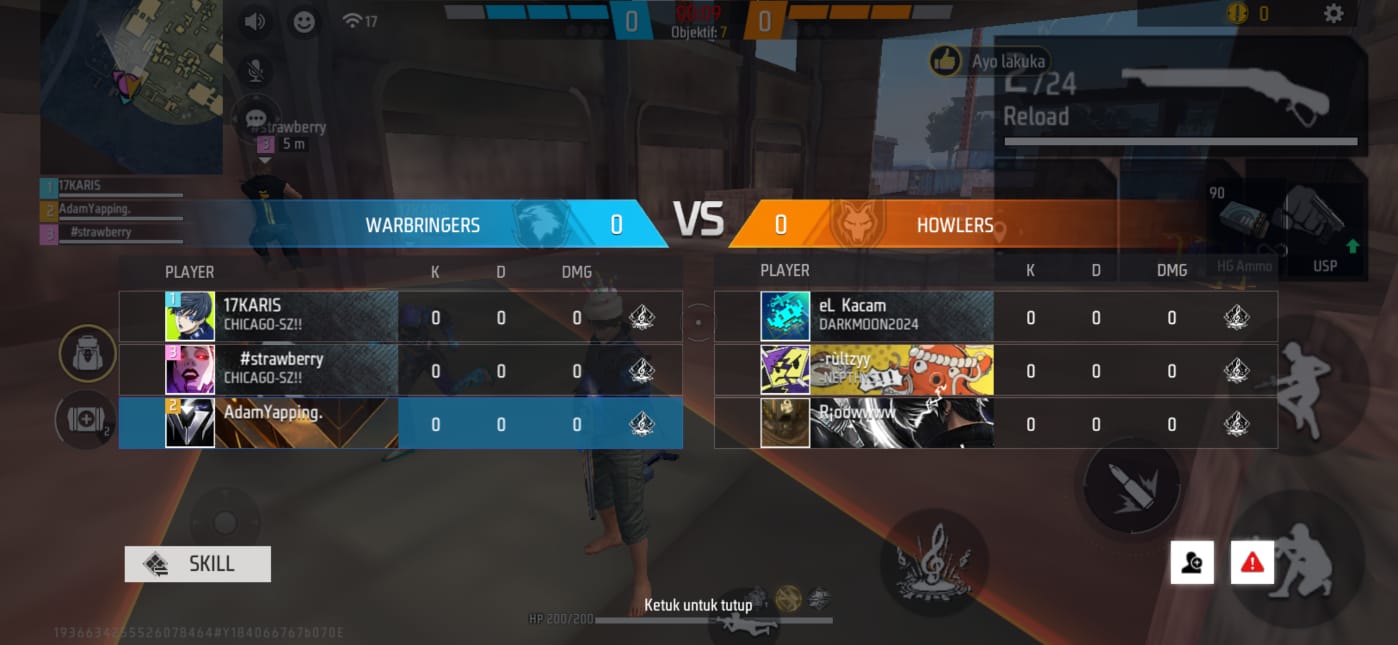 17
0
00:09
0
0
Objektif: 7
Ayo lakuka
/24
Reload
#strawberry
3 5 m
1 17KARIS
2 AdamYapping.
3 #strawberry
90
HG Ammo
USP
WARBRINGERS 0 VS 0 HOWLERS
PLAYER K D DMG
PLAYER K D DMG
1 17KARIS
CHICAGO-SZ!!
0 0 0
eL Kacam
DARKMOON2024
0 0 0
3 #strawberry
CHICAGO-SZ!!
0 0 0
-rùltzyy
0 0 0
2 AdamYapping.
0 0 0
R¡odwwww
0 0 0
2
SKILL
Ketuk untuk tutup
HP 200/200